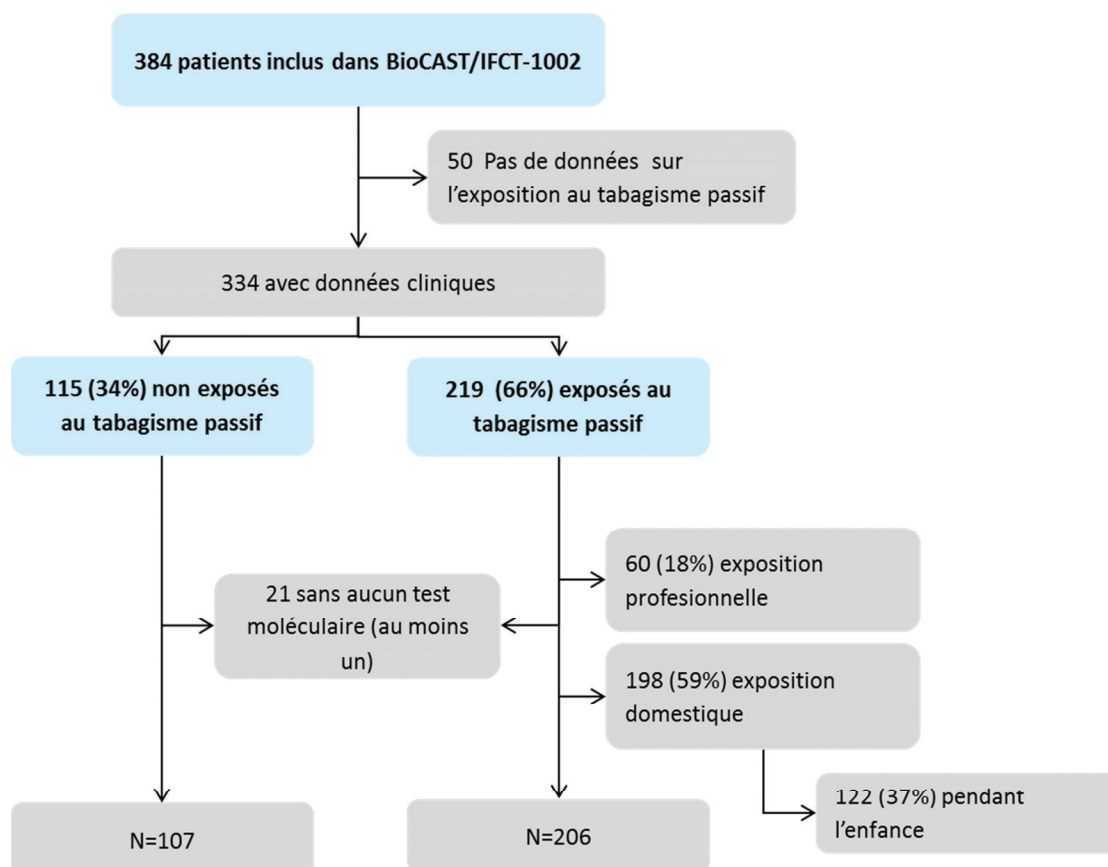 384 patients inclus dans BioCAST/IFCT-1002
50 Pas de données sur
l'exposition au tabagisme passif
334 avec données cliniques
115 (34%) non exposés
au tabagisme passif
219 (66%) exposés au
tabagisme passif
60 (18%) exposition
profesionnelle
21 sans aucun test
moléculaire (au moins
un)
198 (59%) exposition
domestique
122 (37%) pendant
l'enfance
N=107
N=206